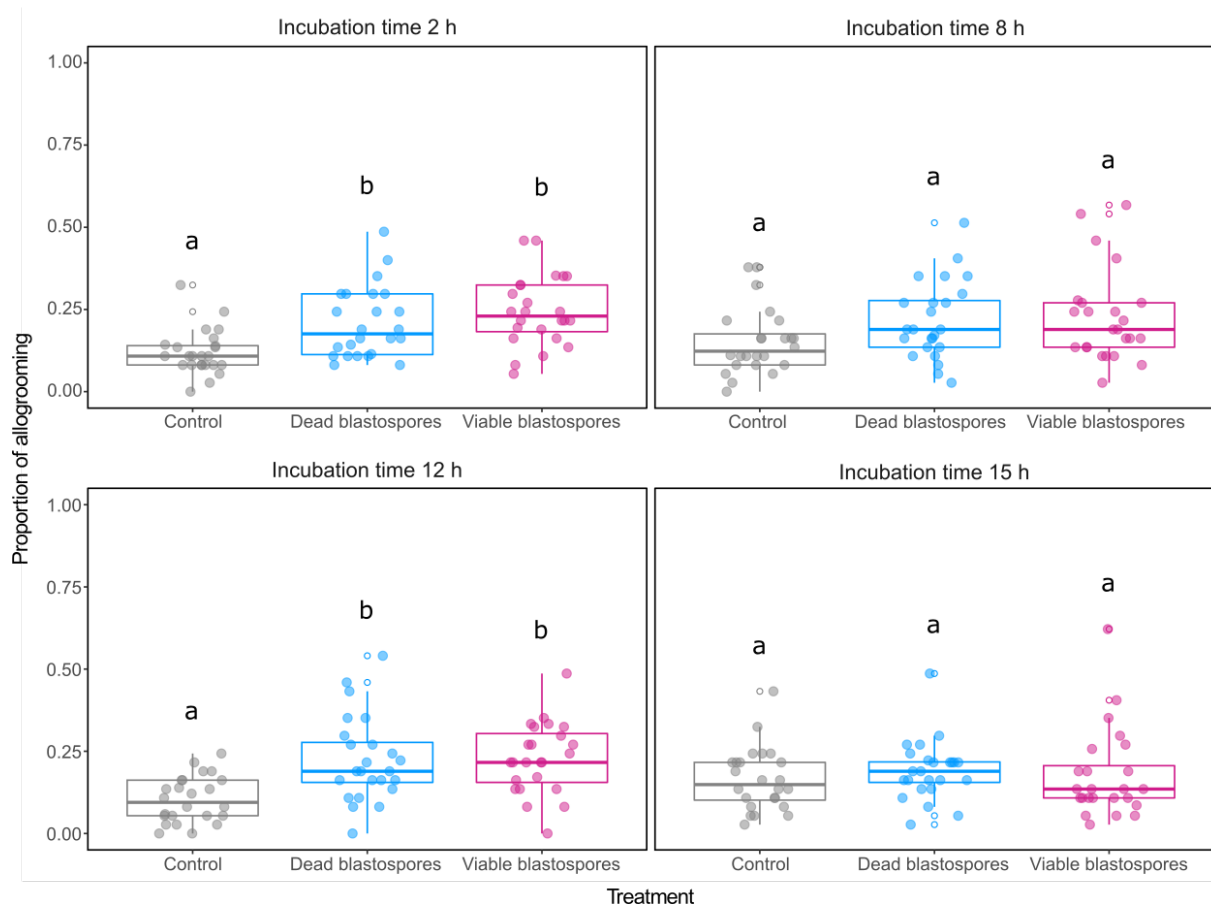 Incubation time 2 h
Incubation time 8 h
1.00
0.75
0.50
0.25
0.00
a
b
b
a
a
a
Control
Dead blastospores
Viable blastospores
Control
Dead blastospores
Viable blastospores
Proportion of allogrooming
Incubation time 12 h
Incubation time 15 h
1.00
0.75
0.50
0.25
0.00
a
b
b
a
a
a
Control
Dead blastospores
Viable blastospores
Control
Dead blastospores
Viable blastospores
Treatment